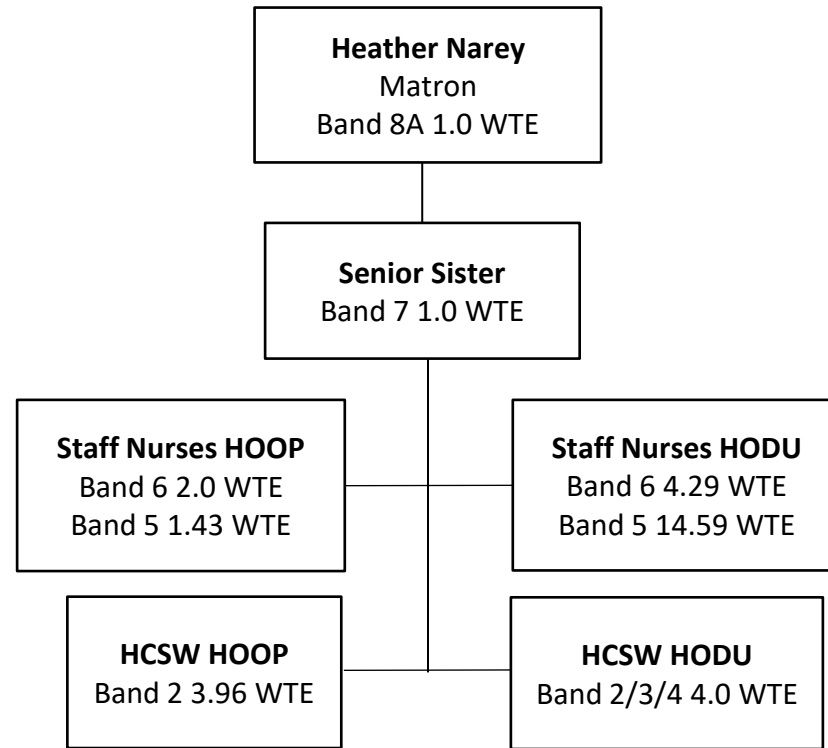 Heather Narey
Matron
Band 8A 1.0 WTE
Senior Sister
Band 7 1.0 WTE
Staff Nurses HOOP
Band 6 2.0 WTE
Band 5 1.43 WTE
Staff Nurses HODU
Band 6 4.29 WTE
Band 5 14.59 WTE
HCSW HOOP
Band 2 3.96 WTE
HCSW HODU
Band 2/3/4 4.0 WTE